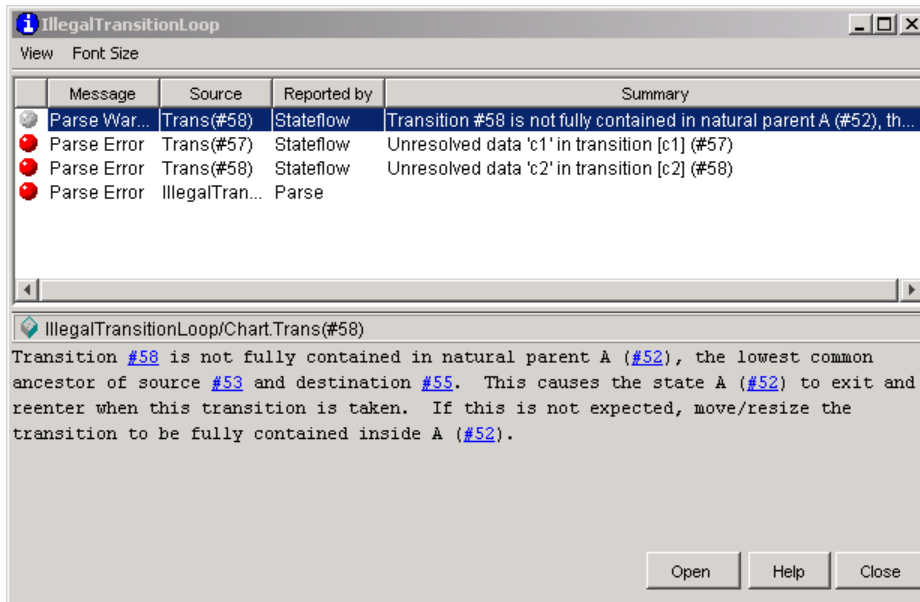 IllegalTransitionLoop
View Font Size
Message Source Reported by Summary
Parse War... Trans(#58) Stateflow Transition #58 is not fully contained in natural parent A (#52), th...
Parse Error Trans(#57) Stateflow Unresolved data 'c1' in transition [c1] (#57)
Parse Error Trans(#58) Stateflow Unresolved data 'c2' in transition [c2] (#58)
Parse Error IllegalTran... Parse
IllegalTransitionLoop/Chart.Trans(#58)
Transition #58 is not fully contained in natural parent A (#52), the lowest common
ancestor of source #53 and destination #55. This causes the state A (#52) to exit and
reenter when this transition is taken. If this is not expected, move/resize the
transition to be fully contained inside A (#52).
Open Help Close